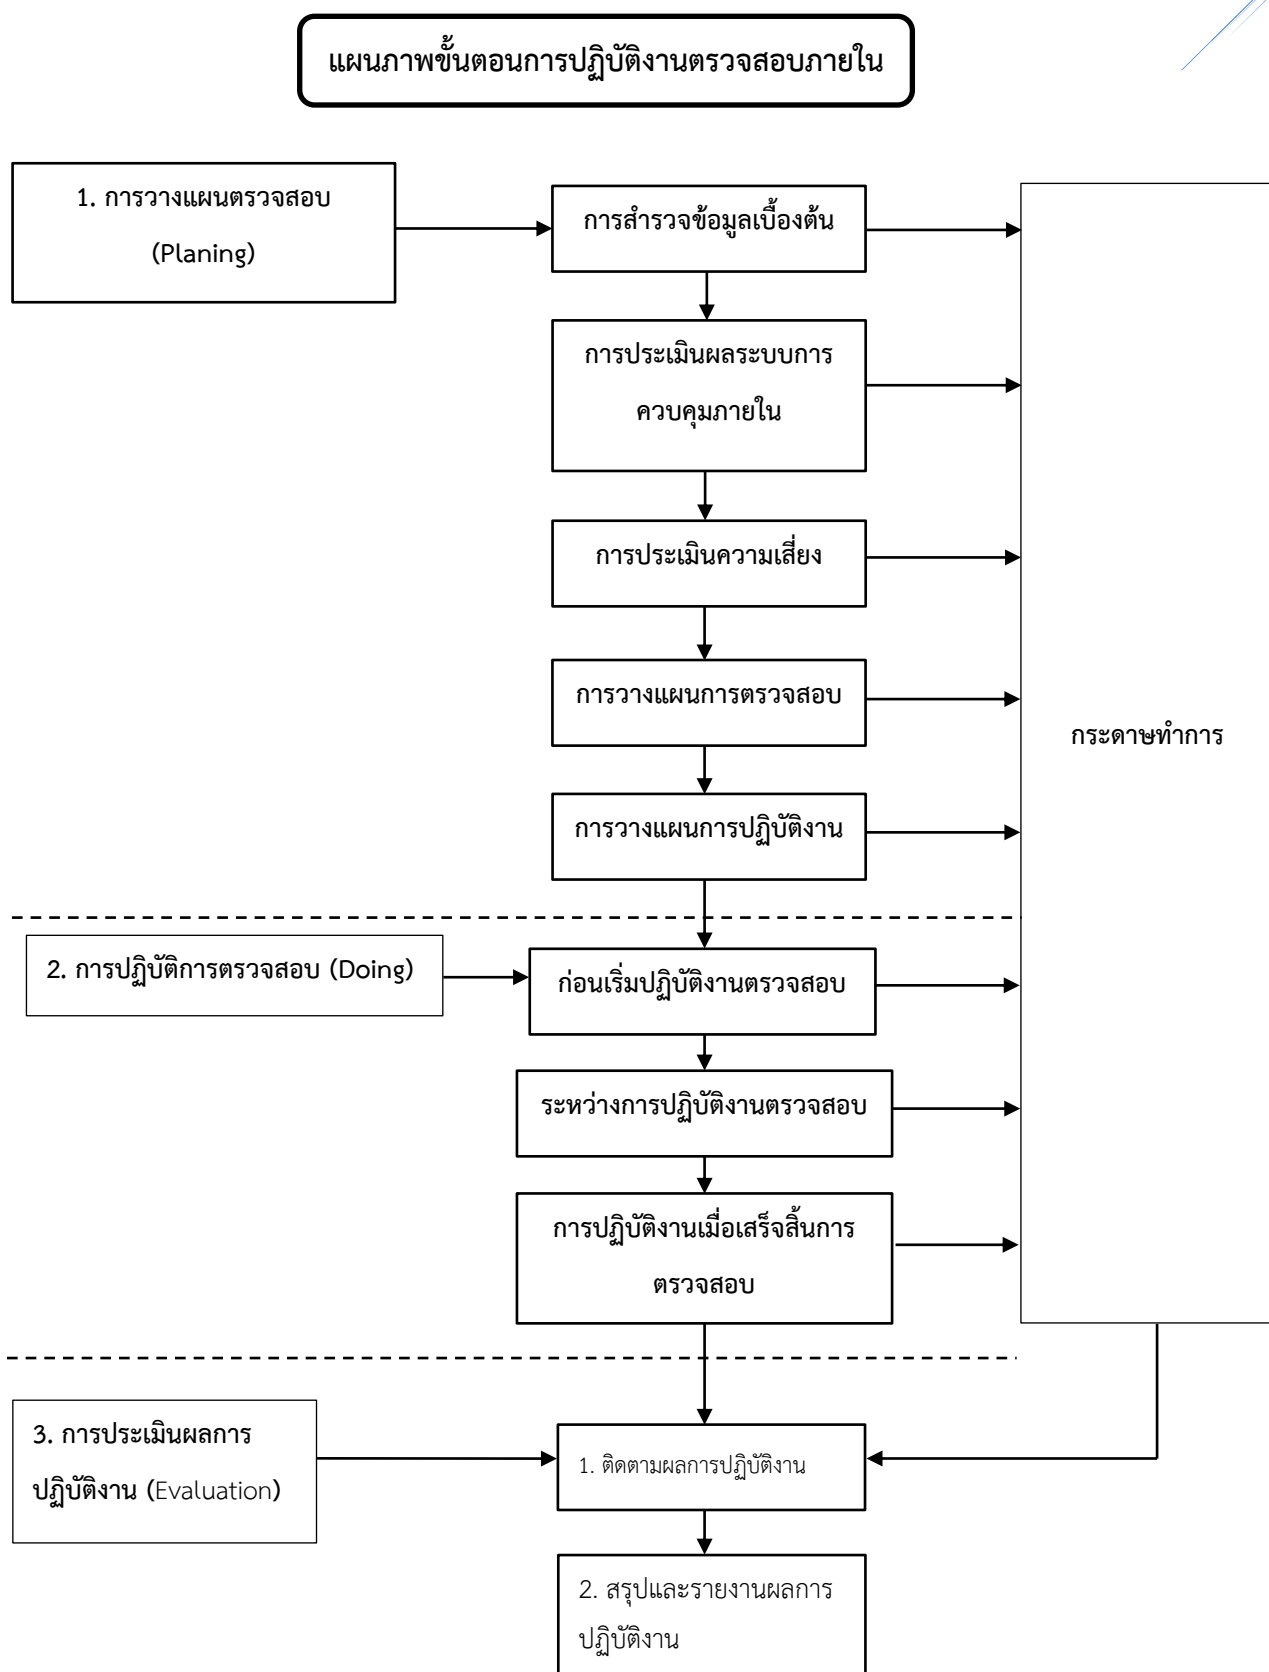 แผนภาพขั้นตอนการปฏิบัติงานตรวจสอบภายใน
1. การวางแผนตรวจสอบ
(Planing)
การสำรวจข้อมูลเบื้องต้น
การประเมินผลระบบการ
ควบคุมภายใน
การประเมินความเสี่ยง
การวางแผนการตรวจสอบ
กระดาษทำการ
การวางแผนการปฏิบัติงาน
2. การปฏิบัติการตรวจสอบ (Doing)
ก่อนเริ่มปฏิบัติงานตรวจสอบ
ระหว่างการปฏิบัติงานตรวจสอบ
การปฏิบัติงานเมื่อเสร็จสิ้นการ
ตรวจสอบ
3. การประเมินผลการ
ปฏิบัติงาน (Evaluation)
1. ติดตามผลการปฏิบัติงาน
2. สรุปและรายงานผลการ
ปฏิบัติงาน